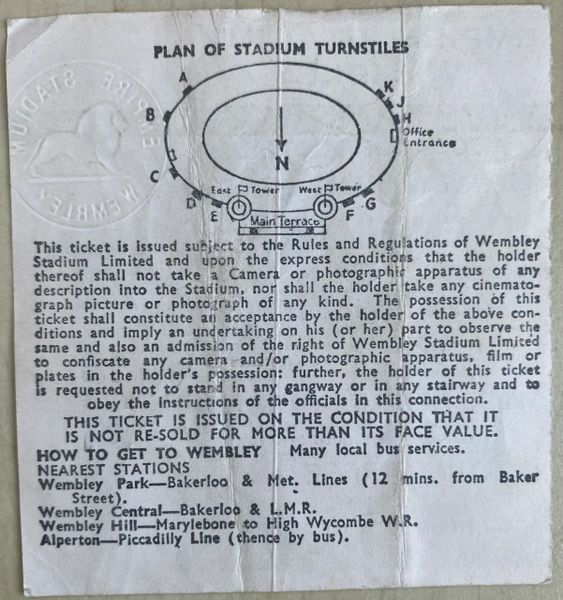 PLAN OF STADIUM TURNSTILES
A
B
C
D
E
K
J
H
Office
Entrance
G
F
N
East Tower
West Tower
Main Terrace
EMPIRE STADIUM
WEMBLEY
This ticket is issued subject to the Rules and Regulations of Wembley
Stadium Limited and upon the express conditions that the holder
thereof shall not take a Camera or photographic apparatus of any
description into the Stadium, nor shall the holder take any cinemato-
graph picture or photograph of any kind. The possession of this
ticket shall constitute an acceptance by the holder of the above con-
ditions and imply an undertaking on his (or her) part to observe the
same and also an admission of the right of Wembley Stadium Limited
to confiscate any camera and/or photographic apparatus, film or
plates in the holder's possession: further, the holder of this ticket
is requested not to stand in any gangway or in any stairway and to
obey the instructions of the officials in this connection.
THIS TICKET IS ISSUED ON THE CONDITION THAT IT
IS NOT RE-SOLD FOR MORE THAN ITS FACE VALUE.
HOW TO GET TO WEMBLEY Many local bus services.
NEAREST STATIONS
Wembley Park—Bakerloo & Met. Lines (12 mins. from Baker
Street).
Wembley Central—Bakerloo & L.M.R.
Wembley Hill—Marylebone to High Wycombe W.R.
Alperton—Piccadilly Line (thence by bus).